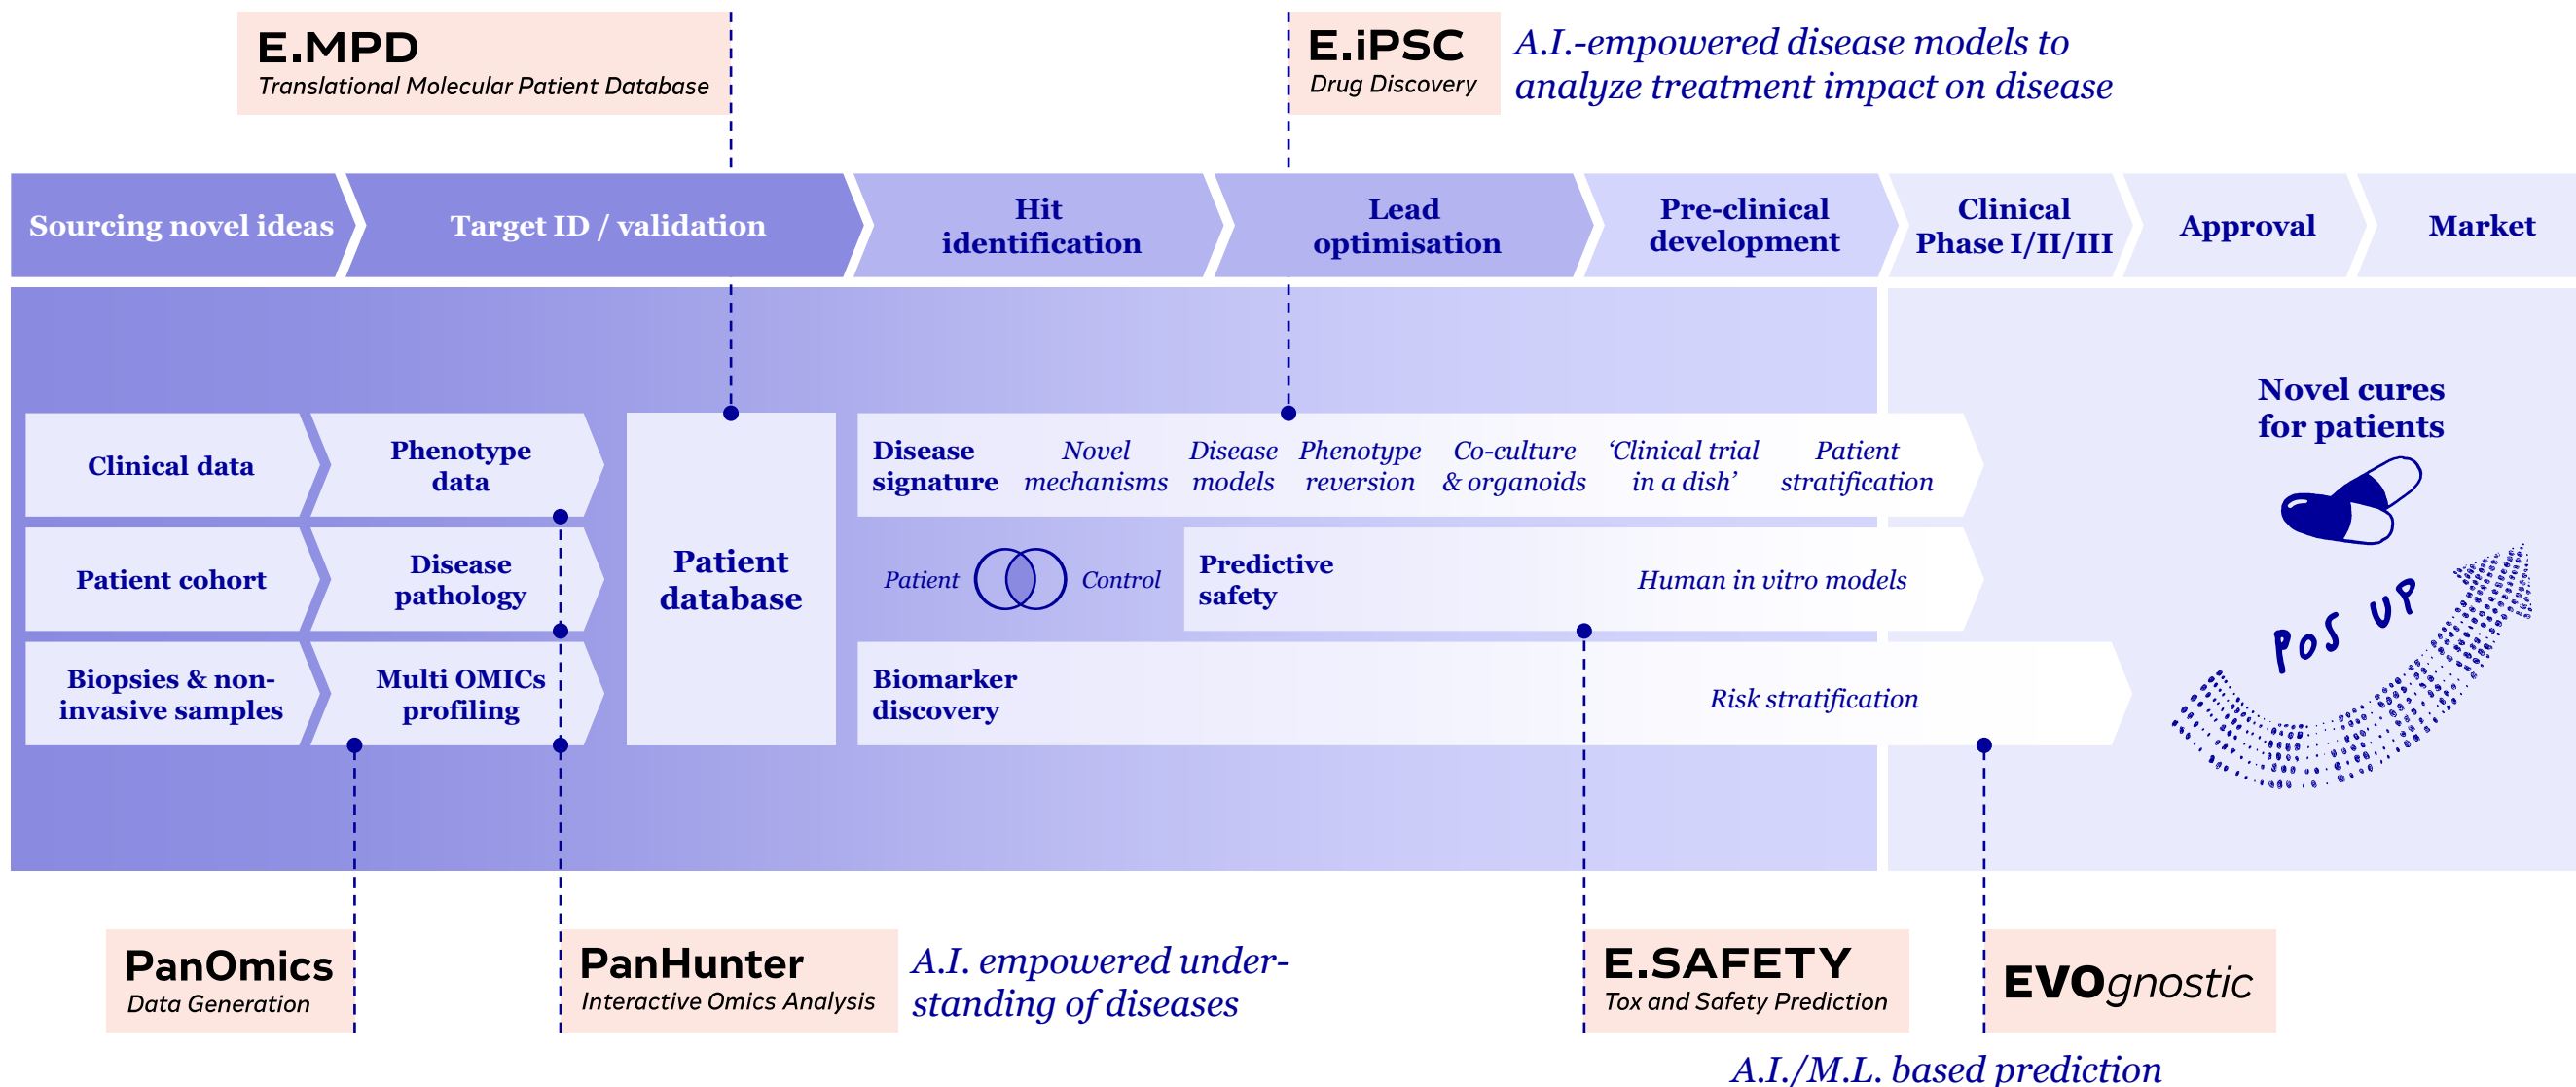 E.MPD
Translational Molecular Patient Database
E.iPSC
Drug Discovery
A.I.-empowered disease models to
analyze treatment impact on disease
Sourcing novel ideas
Target ID / validation
Hit
identification
Lead
optimisation
Pre-clinical
development
Clinical
Phase I/II/III
Approval
Market
Clinical data
Phenotype
data
Patient cohort
Disease
pathology
Biopsies & non-
invasive samples
Multi OMICs
profiling
Patient
database
Disease
signature
Novel
mechanisms
Disease
models
Phenotype
reversion
Co-culture
& organoids
‘Clinical trial
in a dish’
Patient
stratification
Patient
Control
Predictive
safety
Human in vitro models
Biomarker
discovery
Risk stratification
Novel cures
for patients
POS UP
PanOmics
Data Generation
PanHunter
Interactive Omics Analysis
A.I. empowered under-
standing of diseases
E.SAFETY
Tox and Safety Prediction
EVOgnostic
A.I./M.L. based prediction